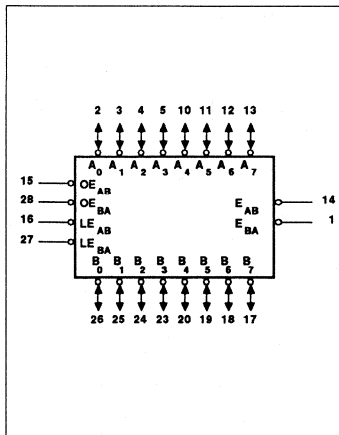 2 3 4 5 10 11 12 13
A0 A1 A2 A3 A4 A5 A6 A7
15 OEAB
28 OEBA EAB 14
16 LEAB EBA 1
27 LEBA
B0 B1 B2 B3 B4 B5 B6 B7
26 25 24 23 20 19 18 17